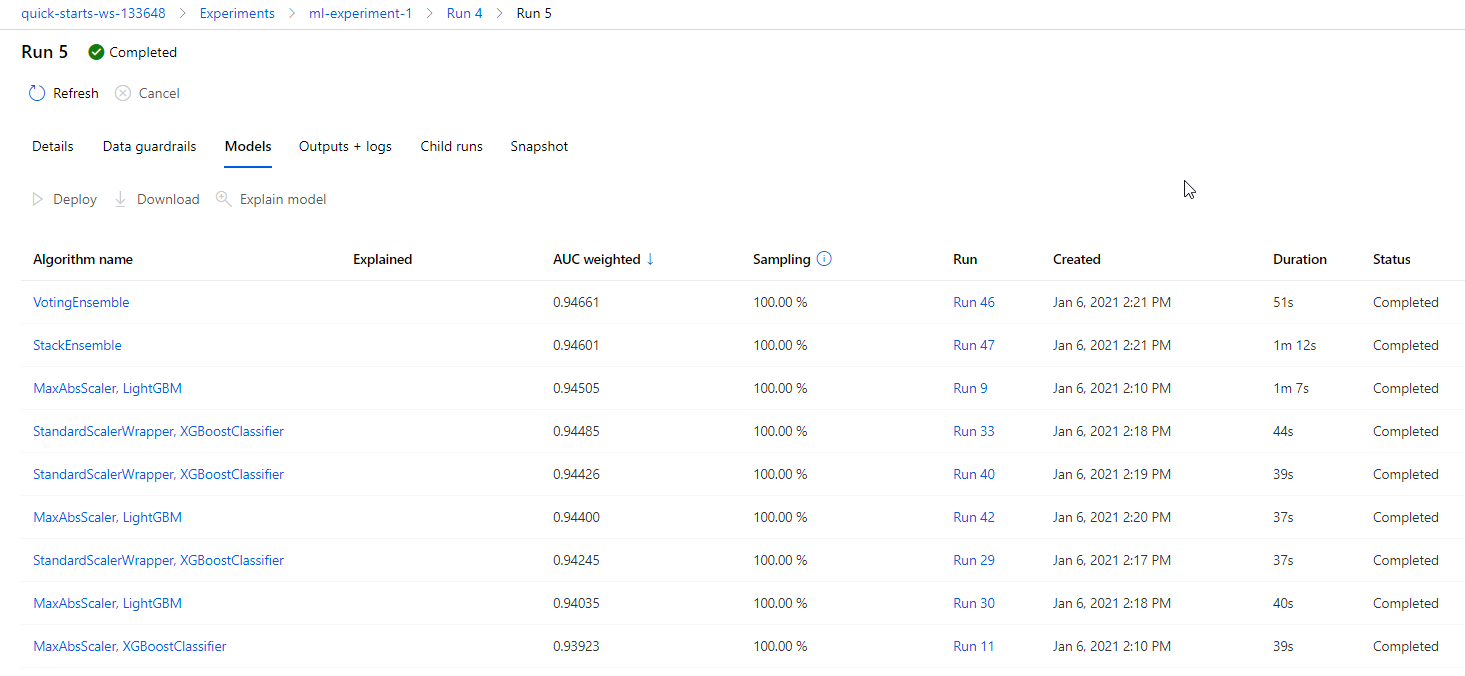 quick-starts-ws-133648 > Experiments > ml-experiment-1 > Run 4 > Run 5
Run 5 Completed
Refresh Cancel
Details Data guardrails Models Outputs + logs Child runs Snapshot
Deploy Download Explain model
Algorithm name Explained AUC weighted ↓ Sampling Run Created Duration Status
VotingEnsemble 0.94661 100.00 % Run 46 Jan 6, 2021 2:21 PM 51s Completed
StackEnsemble 0.94601 100.00 % Run 47 Jan 6, 2021 2:21 PM 1m 12s Completed
MaxAbsScaler, LightGBM 0.94505 100.00 % Run 9 Jan 6, 2021 2:10 PM 1m 7s Completed
StandardScalerWrapper, XGBoostClassifier 0.94485 100.00 % Run 33 Jan 6, 2021 2:18 PM 44s Completed
StandardScalerWrapper, XGBoostClassifier 0.94426 100.00 % Run 40 Jan 6, 2021 2:19 PM 39s Completed
MaxAbsScaler, LightGBM 0.94400 100.00 % Run 42 Jan 6, 2021 2:20 PM 37s Completed
StandardScalerWrapper, XGBoostClassifier 0.94245 100.00 % Run 29 Jan 6, 2021 2:17 PM 37s Completed
MaxAbsScaler, LightGBM 0.94035 100.00 % Run 30 Jan 6, 2021 2:18 PM 40s Completed
MaxAbsScaler, XGBoostClassifier 0.93923 100.00 % Run 11 Jan 6, 2021 2:10 PM 39s Completed